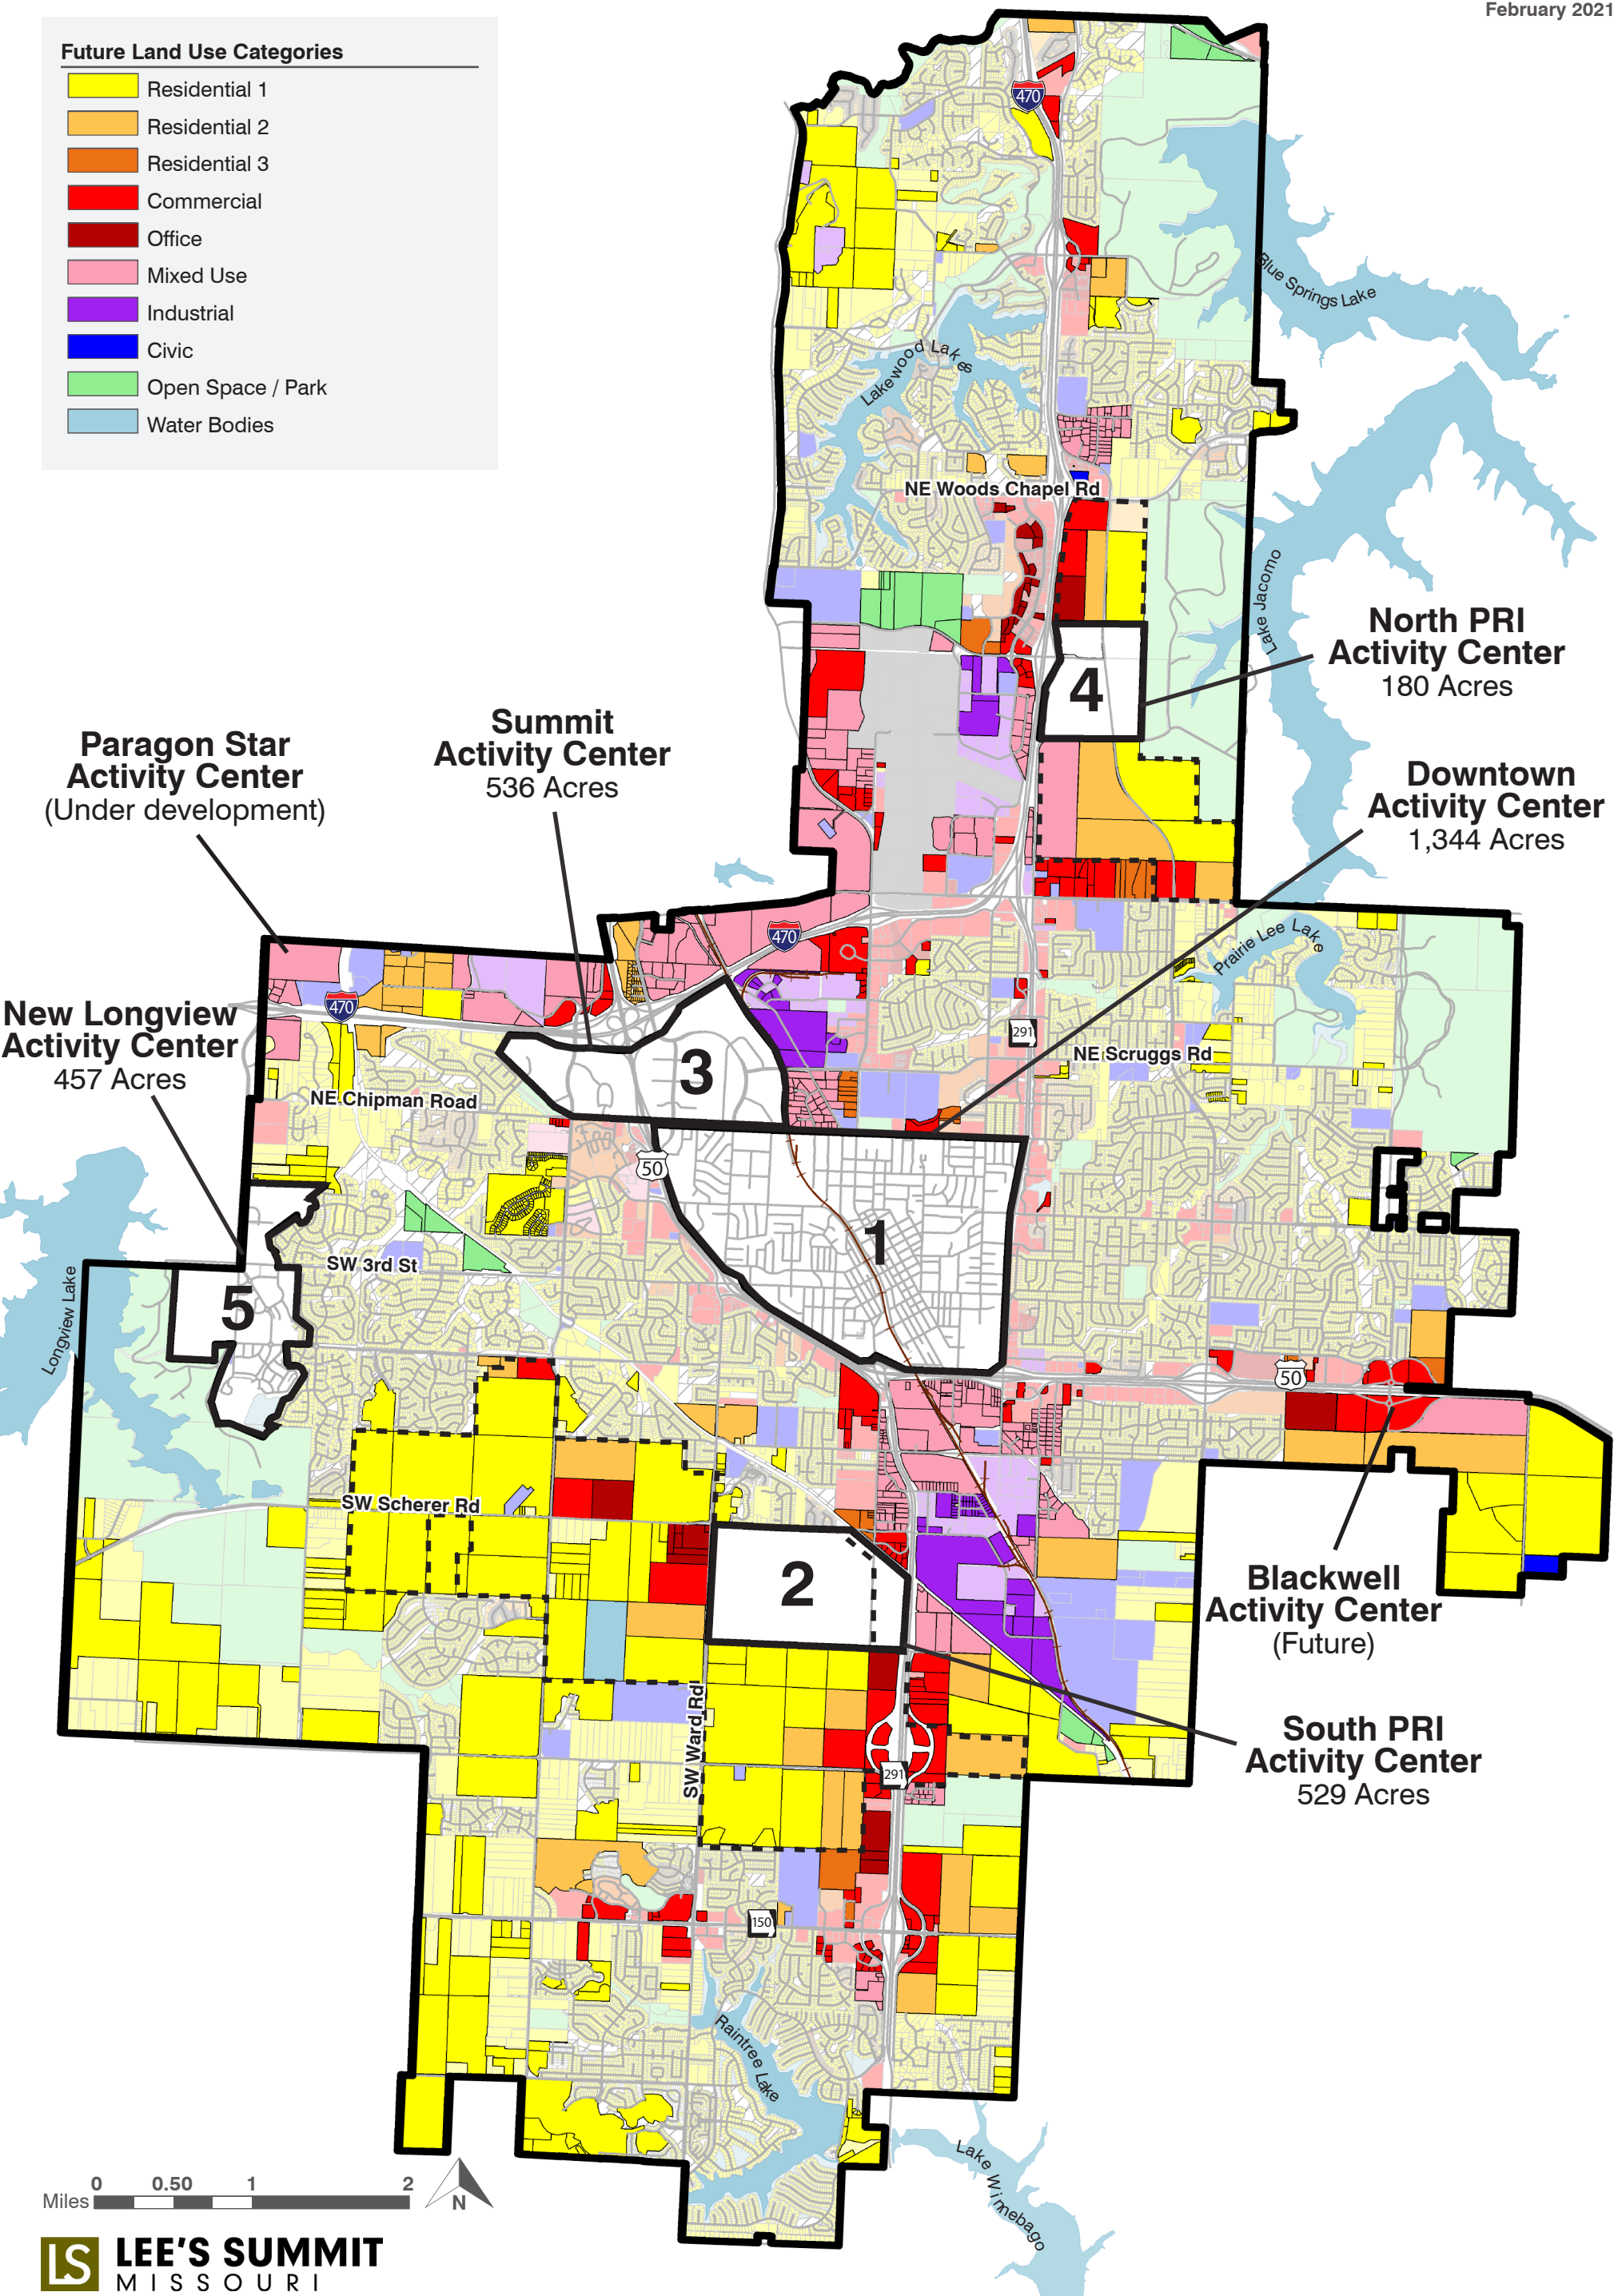 February 2021
Future Land Use Categories
Residential 1
Residential 2
Residential 3
Commercial
Office
Mixed Use
Industrial
Civic
Open Space / Park
Water Bodies
470
Blue Springs Lake
Lakewood Lakes
NE Woods Chapel Rd
Lake Jacomo
North PRI
Activity Center
180 Acres
4
Summit
Activity Center
536 Acres
Paragon Star
Activity Center
(Under development)
Downtown
Activity Center
1,344 Acres
470
Prairie Lee Lake
470
New Longview
Activity Center
457 Acres
291
NE Scruggs Rd
3
NE Chipman Road
50
1
SW 3rd St
Longview Lake
5
50
SW Scherer Rd
2
Blackwell
Activity Center
(Future)
SW Ward Rd
South PRI
Activity Center
529 Acres
291
150
Raintree Lake
Lake Winnebago
0 0.50 1 2
Miles
N
LS LEE'S SUMMIT
MISSOURI